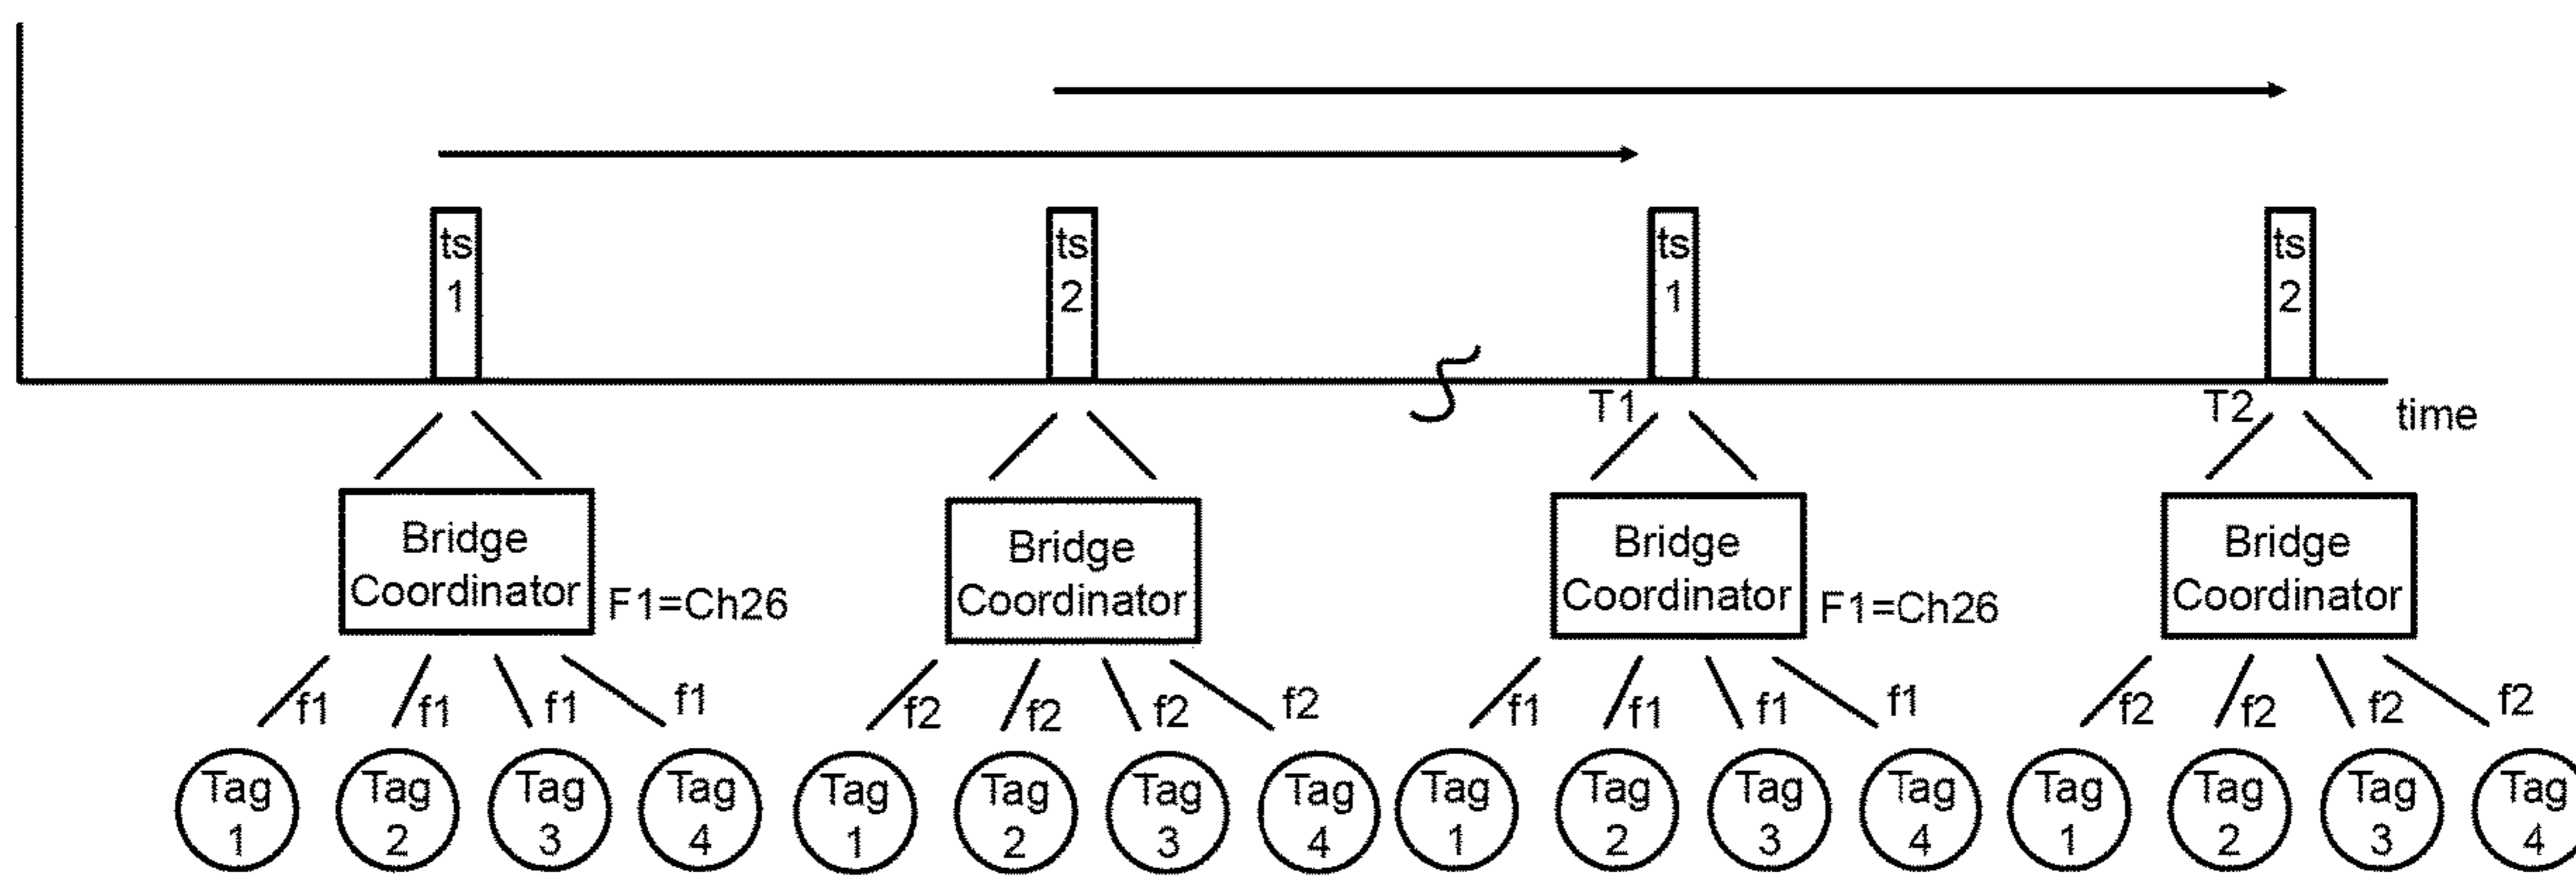 ts
1
ts
2
ts
1
ts
2
T1
T2
time
Bridge
Coordinator
F1=Ch26
Bridge
Coordinator
Bridge
Coordinator
F1=Ch26
Bridge
Coordinator
f1
f1
f1
f1
f2
f2
f2
f2
f1
f1
f1
f1
f2
f2
f2
f2
Tag
1
Tag
2
Tag
3
Tag
4
Tag
1
Tag
2
Tag
3
Tag
4
Tag
1
Tag
2
Tag
3
Tag
4
Tag
1
Tag
2
Tag
3
Tag
4